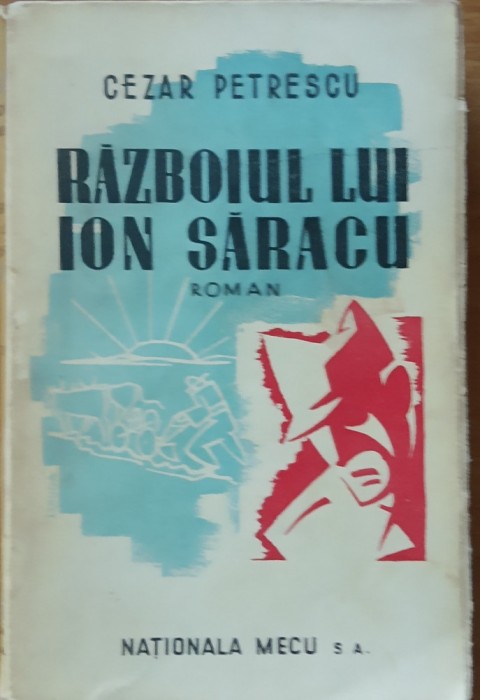 CEZAR PETRESCU
RĂZBOIUL LUI
ION SĂRACU
ROMAN
NAȚIONALA MECU S A.